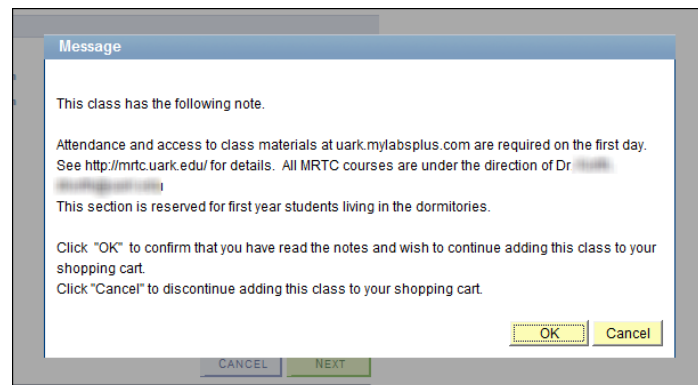 Message
This class has the following note.
Attendance and access to class materials at uark.mylabsplus.com are required on the first day.
See http://mrtc.uark.edu/ for details.  All MRTC courses are under the direction of Dr
This section is reserved for first year students living in the dormitories.
Click  "OK"  to confirm that you have read the notes and wish to continue adding this class to your
shopping cart.
Click "Cancel" to discontinue adding this class to your shopping cart.
OK Cancel
CANCEL NEXT